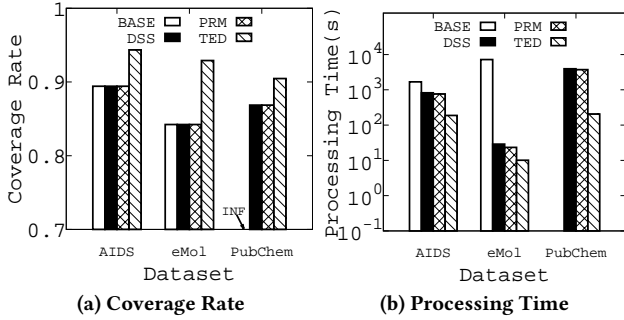 1
0.9
0.8
0.7
Coverage Rate
BASE
DSS
PRM
TED
INF
AIDS eMol PubChem
Dataset
(a) Coverage Rate
10^4
10^3
10^2
10^1
10^0
10^-1
Processing Time(s)
BASE
DSS
PRM
TED
AIDS eMol PubChem
Dataset
(b) Processing Time